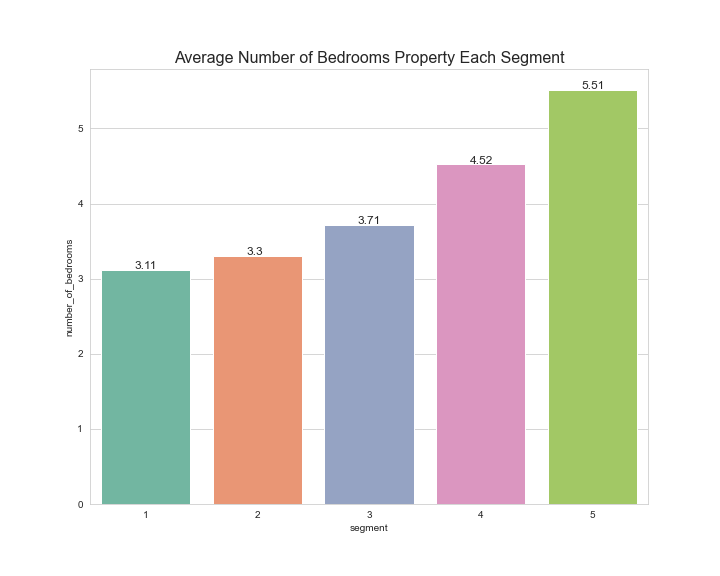 Average Number of Bedrooms Property Each Segment
5.51
5
4.52
4
3.71
3.3
3.11
3
number_of_bedrooms
2
1
0
1 2 3 4 5
segment